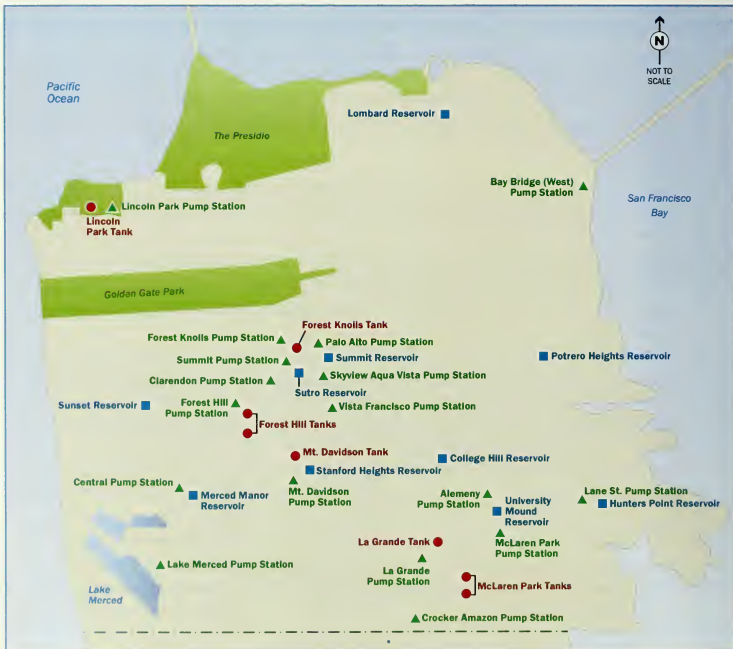 N
NOT TO
SCALE
Pacific
Ocean
The Presidio
Lombard Reservoir
Bay Bridge (West)
Pump Station
San Francisco
Bay
Lincoln Park Pump Station
Lincoln
Park Tank
Golden Gate Park
Forest Knolls Tank
Forest Knolls Pump Station
Palo Alto Pump Station
Summit Pump Station
Summit Reservoir
Potrero Heights Reservoir
Clarendon Pump Station
Skyview Aqua Vista Pump Station
Sutro Reservoir
Sunset Reservoir
Forest Hill
Pump Station
Vista Francisco Pump Station
Forest Hill Tanks
Mt. Davidson Tank
College Hill Reservoir
Stanford Heights Reservoir
Central Pump Station
Merced Manor
Reservoir
Mt. Davidson
Pump Station
Alemeny
Pump Station
University
Mound
Reservoir
Lane St. Pump Station
Hunters Point Reservoir
La Grande Tank
McLaren Park
Pump Station
Lake Merced Pump Station
La Grande
Pump Station
McLaren Park Tanks
Lake
Merced
Crocker Amazon Pump Station